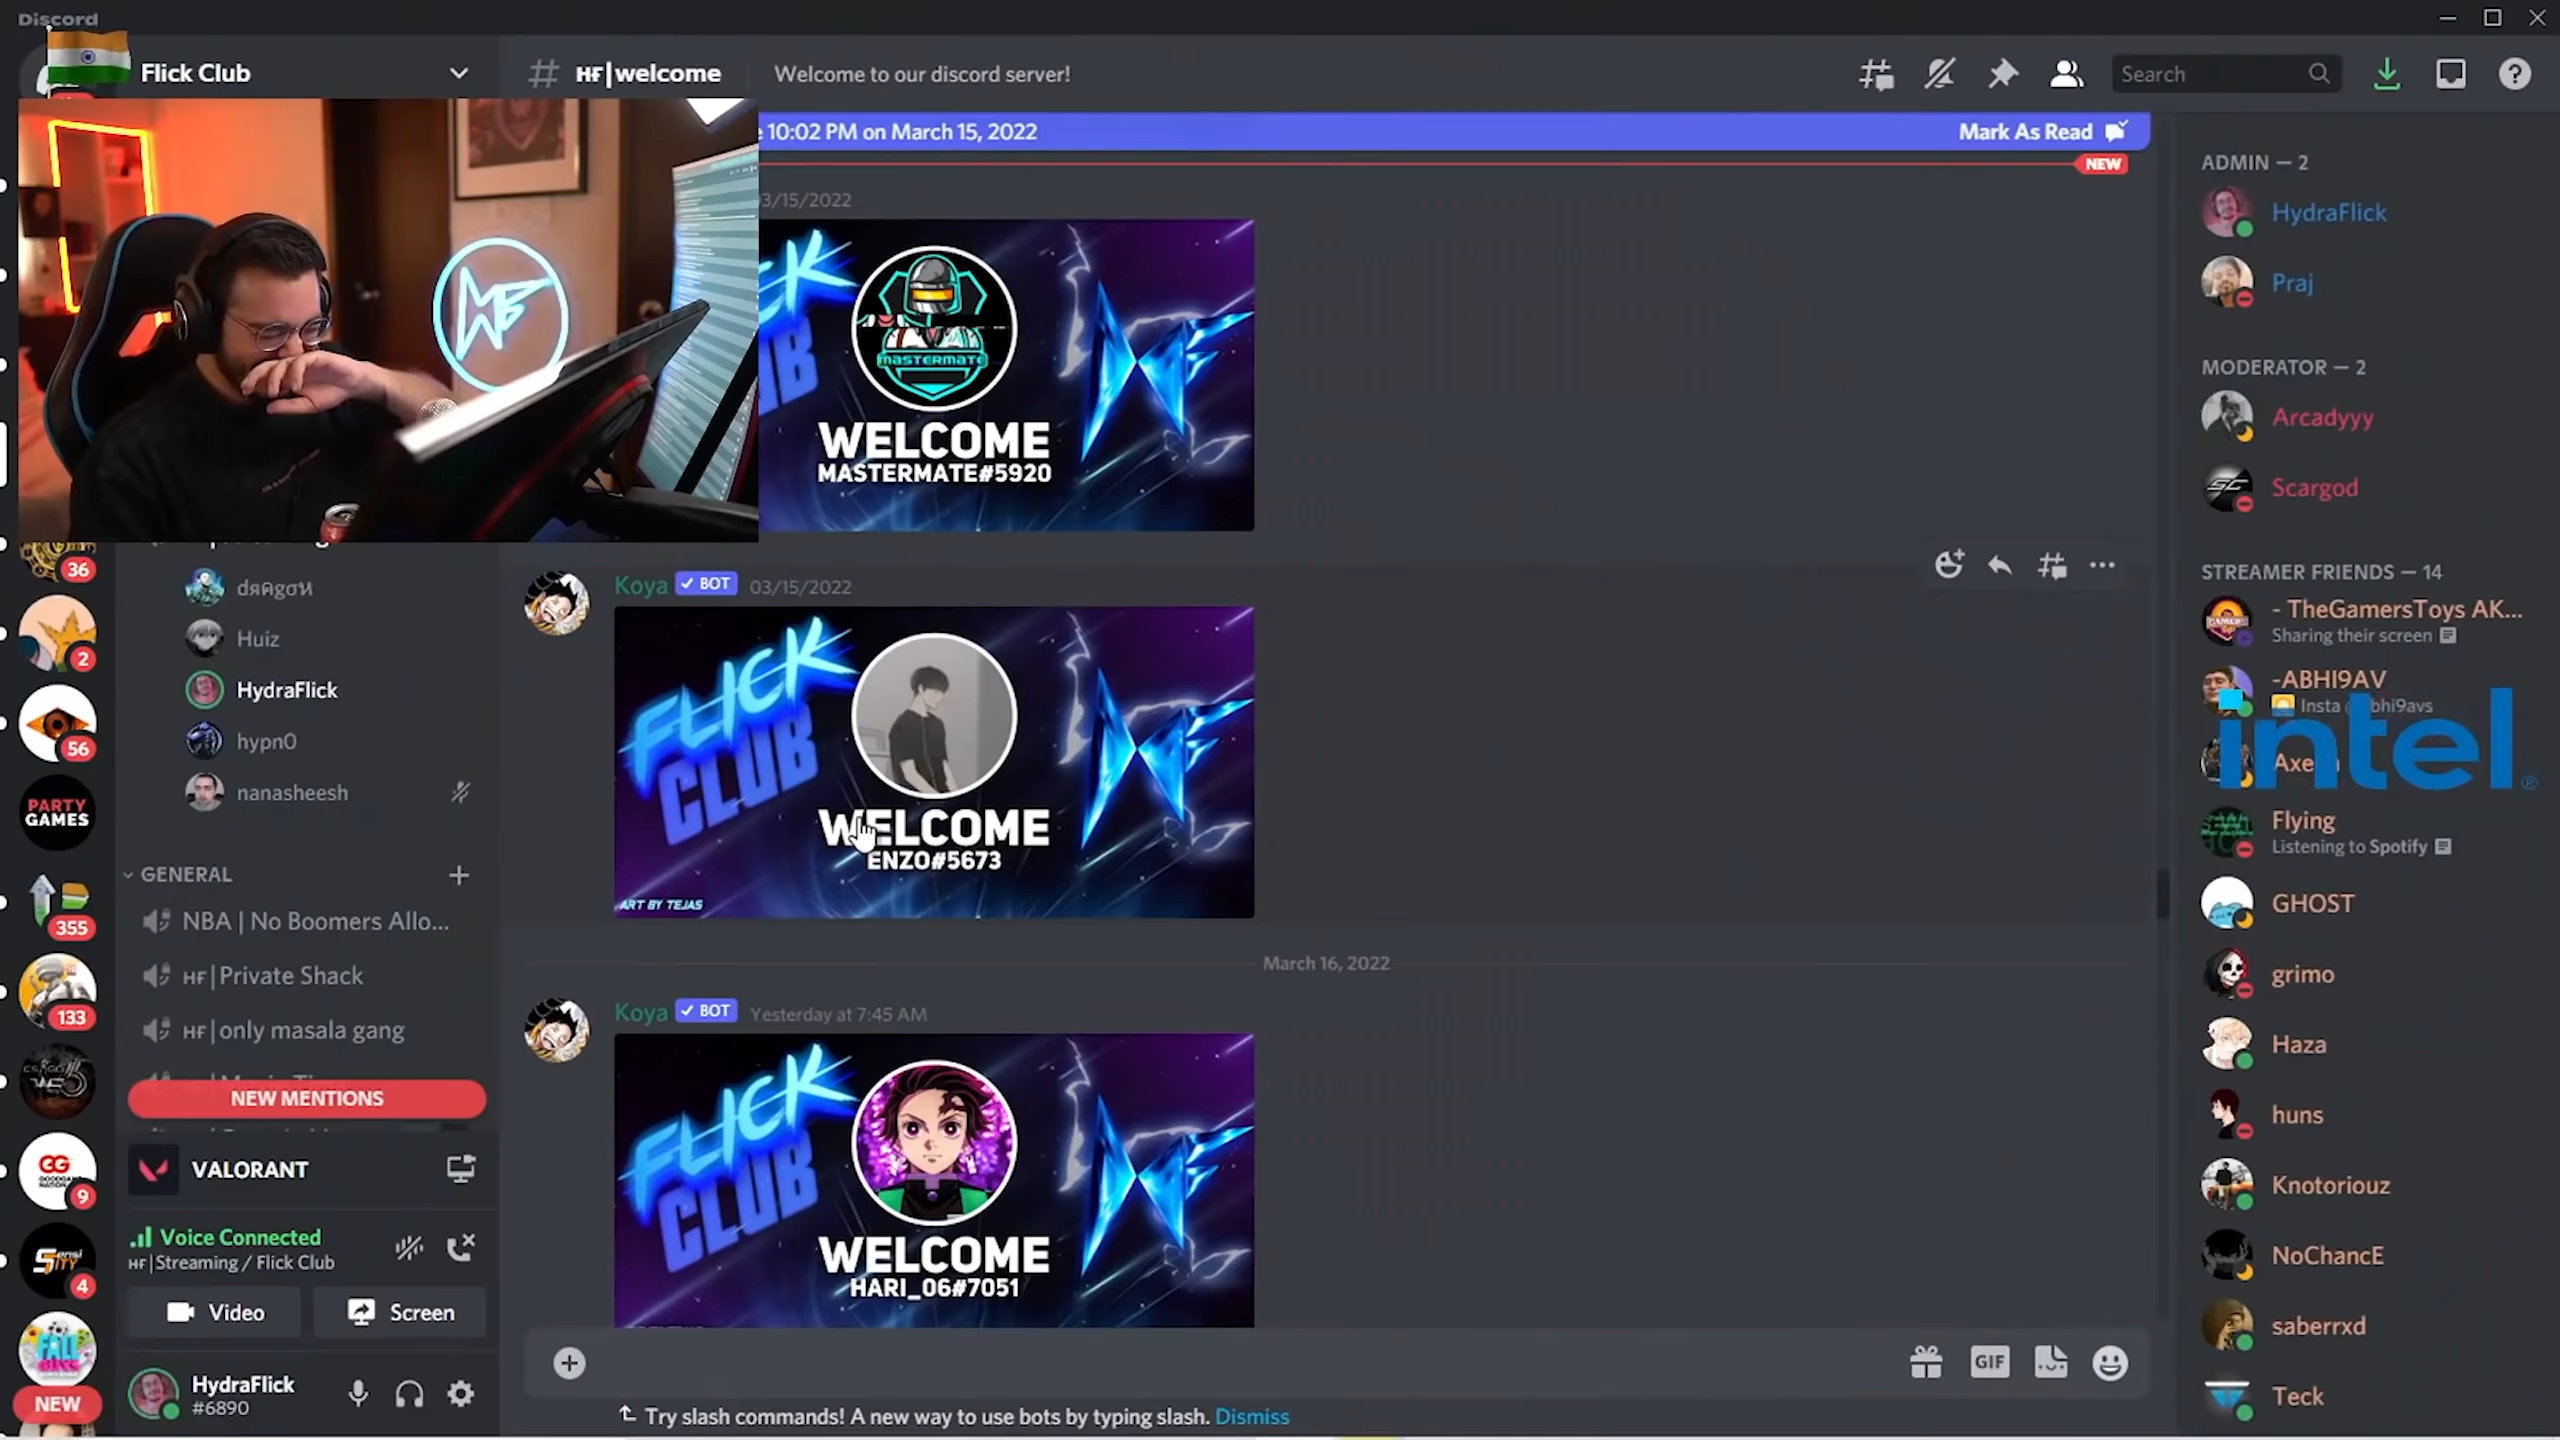 Discord
Flick Club
HF|welcome
Welcome to our discord server!
Search
10:02 PM on March 15, 2022
Mark As Read
NEW
03/15/2022
MASTERMATE
WELCOME
MASTERMATE#5920
Koya
BOT
03/15/2022
FLICK
CLUB
WELCOME
ENZO#5673
ART BY TEJAS
March 16, 2022
Koya
BOT
Yesterday at 7:45 AM
FLICK
CLUB
WELCOME
HARI_06#7051
Try slash commands! A new way to use bots by typing slash. Dismiss
GIF
36
2
56
PARTY
GAMES
355
133
9
4
NEW
Huiz
HydraFlick
hypn0
nanasheesh
GENERAL
NBA | No Boomers Allo...
HF|Private Shack
HF|only masala gang
NEW MENTIONS
VALORANT
Voice Connected
HF|Streaming / Flick Club
Video
Screen
HydraFlick
#6890
ADMIN — 2
HydraFlick
Praj
MODERATOR — 2
Arcadyyy
Scargod
STREAMER FRIENDS — 14
- TheGamersToys AK...
Sharing their screen
-ABHI9AV
Insta
bhi9avs
intel
Flying
Listening to Spotify
GHOST
grimo
Haza
huns
Knotoriouz
NoChancE
saberrxd
Teck